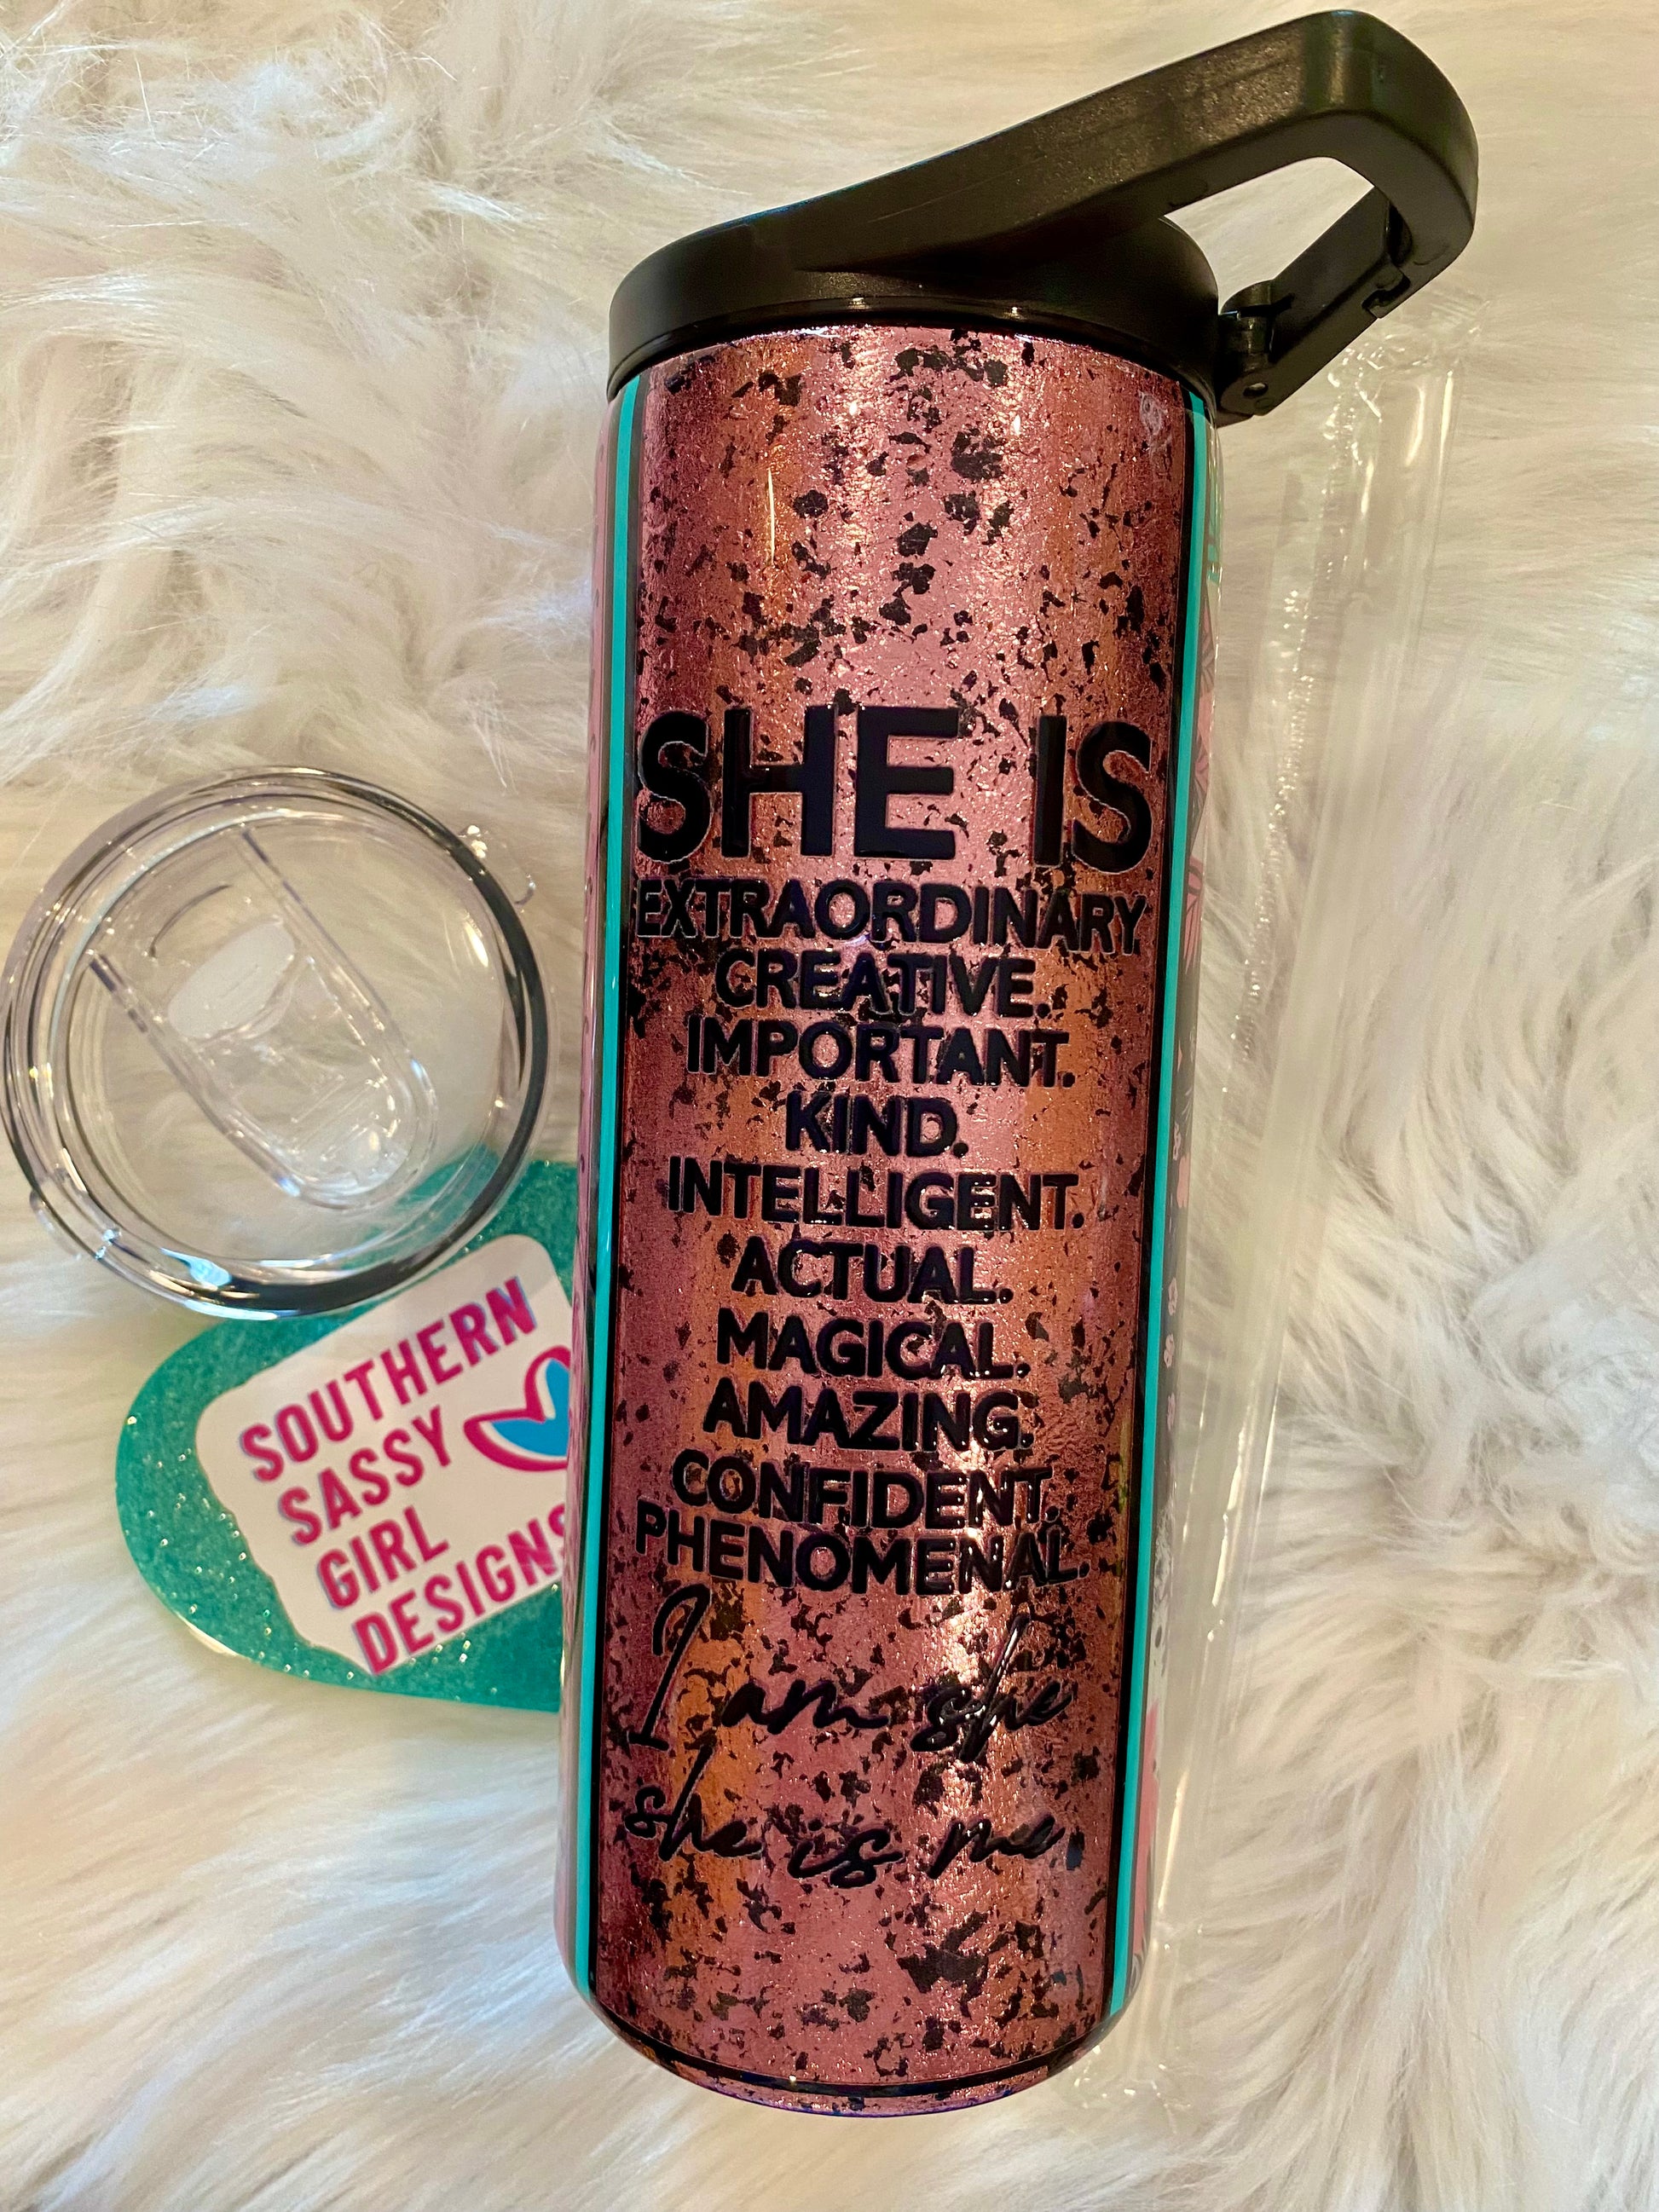 SHE IS
EXTRAORDINARY
CREATIVE.
IMPORTANT.
KIND.
INTELLIGENT.
ACTUAL.
MAGICAL.
AMAZING.
CONFIDENT.
PHENOMENAL.
I am she
she is me.
SOUTHERN
SASSY
GIRL
DESIGNS